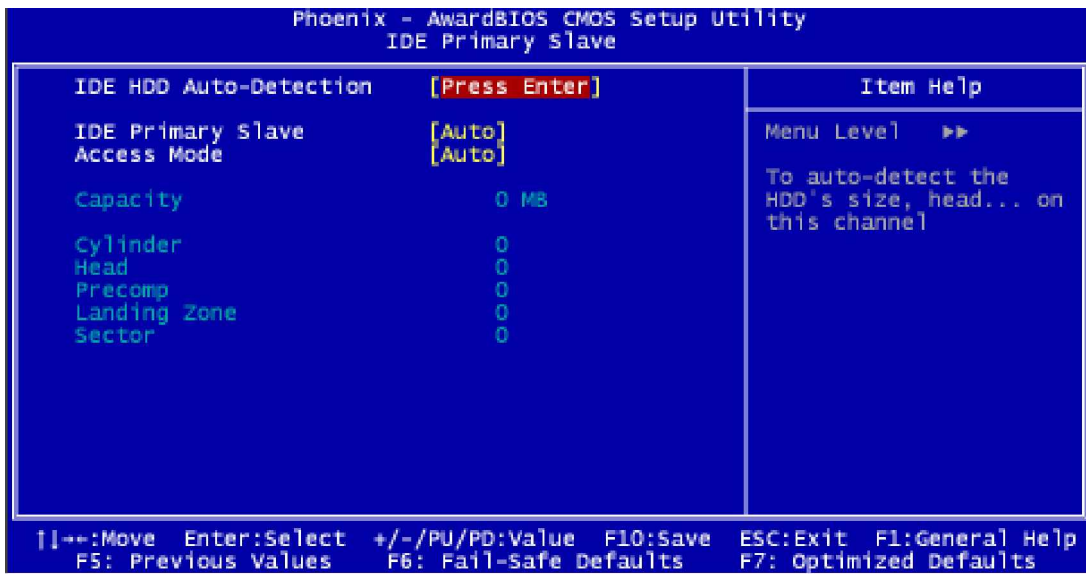 Phoenix - AwardBIOS CMOS Setup Utility
IDE Primary Slave
IDE HDD Auto-Detection [Press Enter]
IDE Primary Slave [Auto]
Access Mode [Auto]
Capacity 0 MB
Cylinder 0
Head 0
Precomp 0
Landing Zone 0
Sector 0
Item Help
Menu Level ▶▶
To auto-detect the
HDD's size, head... on
this channel
↑↓→←:Move Enter:Select +/-/PU/PD:Value F10:Save ESC:Exit F1:General Help
F5: Previous Values F6: Fail-Safe Defaults F7: Optimized Defaults